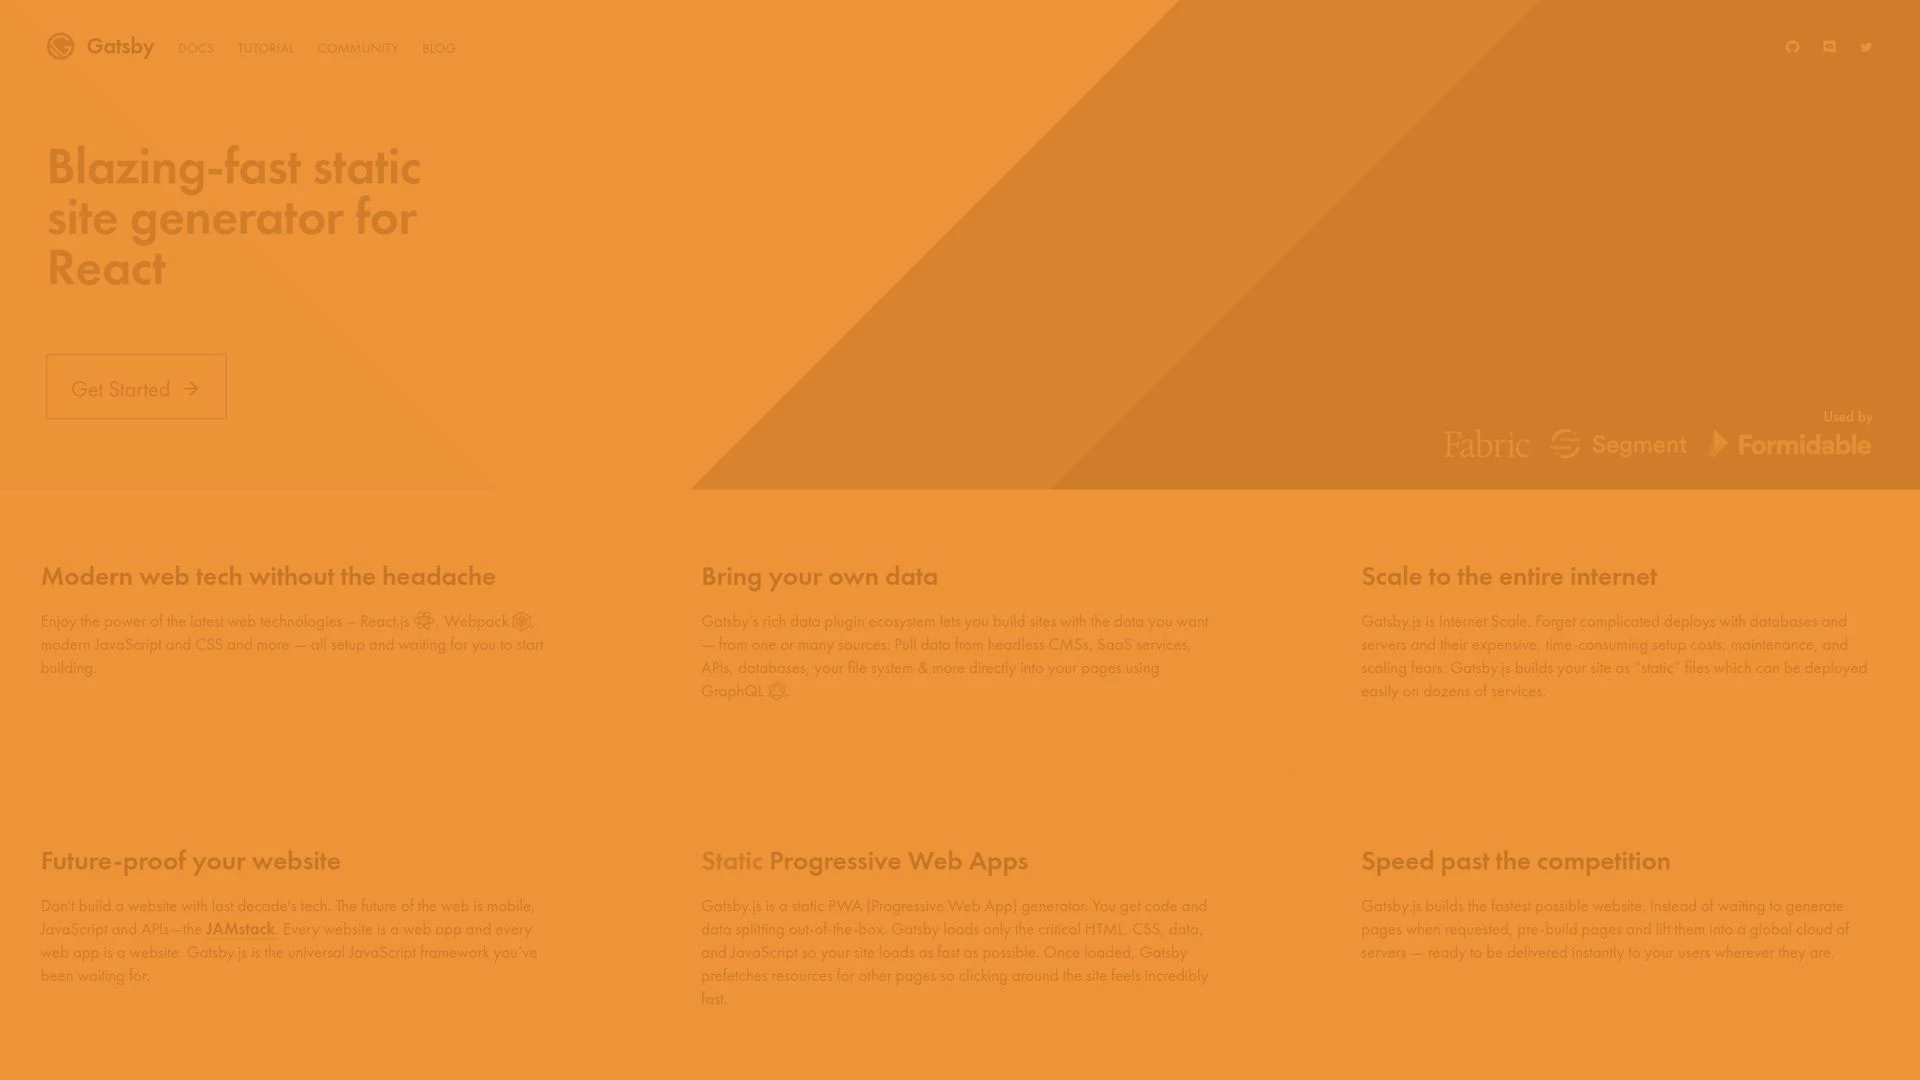 Gatsby DOCS TUTORIAL COMMUNITY BLOG
Blazing-fast static
site generator for
React
Get Started →
Used by
Fabric Segment Formidable
Modern web tech without the headache
Enjoy the power of the latest web technologies – React.js , Webpack ,
modern JavaScript and CSS and more — all setup and waiting for you to start
building.
Bring your own data
Gatsby's rich data plugin ecosystem lets you build sites with the data you want
— from one or many sources: Pull data from headless CMSs, SaaS services,
APIs, databases, your file system & more directly into your pages using
GraphQL .
Scale to the entire internet
Gatsby.js is Internet Scale. Forget complicated deploys with databases and
servers and their expensive, time-consuming setup costs, maintenance, and
scaling fears. Gatsby.js builds your site as “static” files which can be deployed
easily on dozens of services.
Future-proof your website
Don't build a website with last decade's tech. The future of the web is mobile,
JavaScript and APIs—the JAMstack. Every website is a web app and every
web app is a website. Gatsby.js is the universal JavaScript framework you've
been waiting for.
Static Progressive Web Apps
Gatsby.js is a static PWA (Progressive Web App) generator. You get code and
data splitting out-of-the-box. Gatsby loads only the critical HTML, CSS, data,
and JavaScript so your site loads as fast as possible. Once loaded, Gatsby
prefetches resources for other pages so clicking around the site feels incredibly
fast.
Speed past the competition
Gatsby.js builds the fastest possible website. Instead of waiting to generate
pages when requested, pre-build pages and lift them into a global cloud of
servers — ready to be delivered instantly to your users wherever they are.